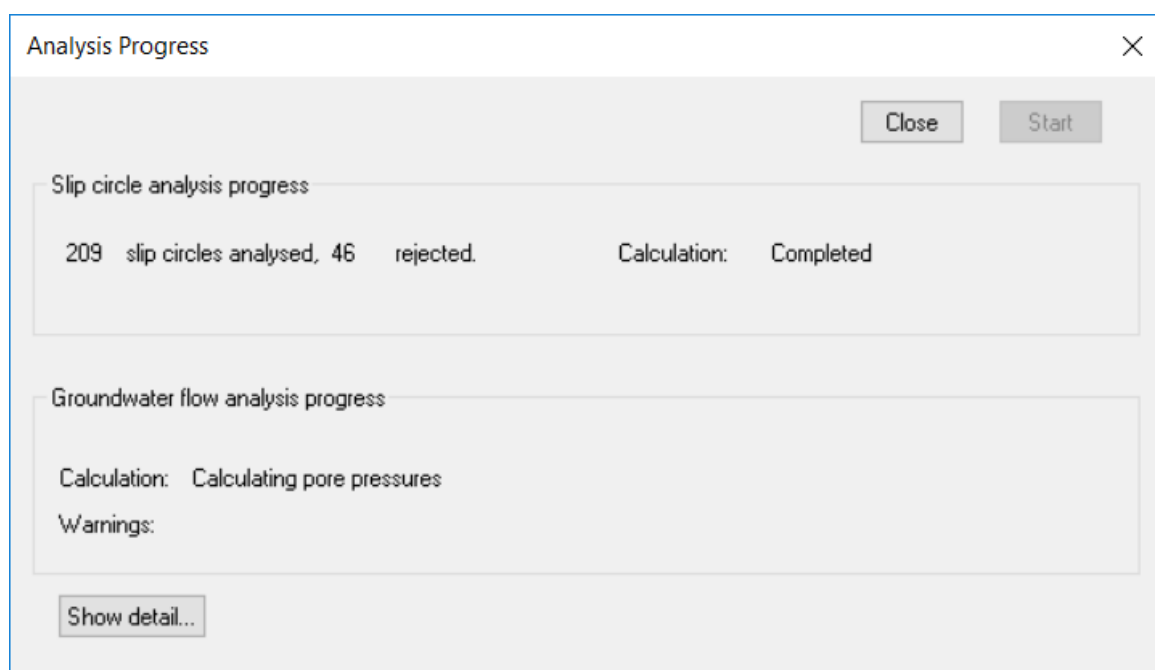 Analysis Progress
Close Start
Slip circle analysis progress
209 slip circles analysed, 46 rejected. Calculation: Completed
Groundwater flow analysis progress
Calculation: Calculating pore pressures
Warnings:
Show detail...